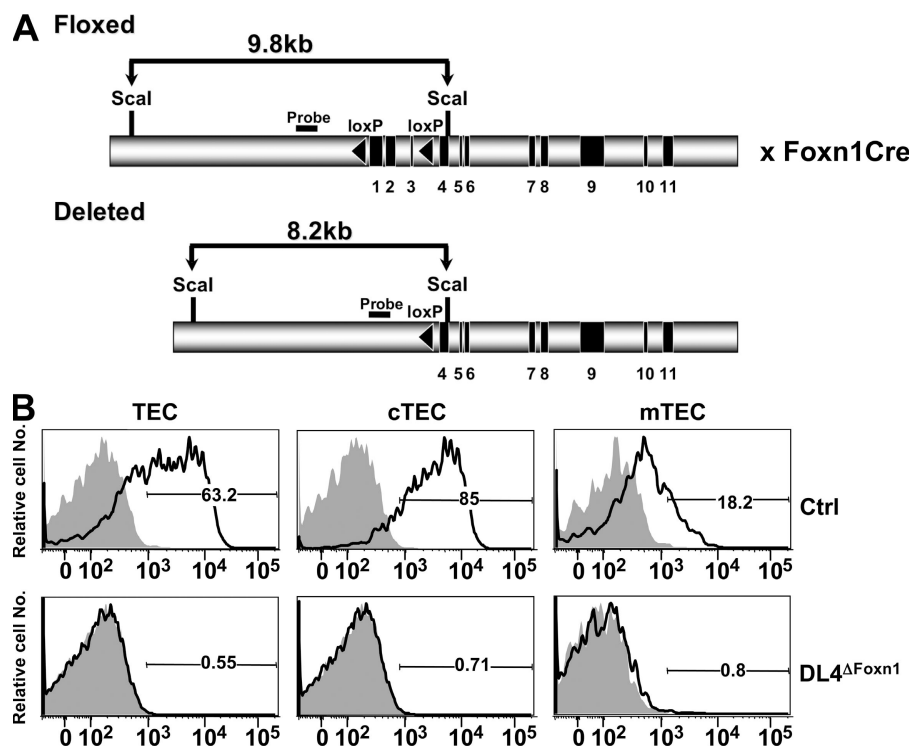 A Floxed
9.8kb
ScaI ScaI
Probe loxP loxP
x Foxn1Cre
1 2 3 4 5 6 7 8 9 10 11
Deleted
8.2kb
ScaI ScaI
Probe loxP
4 5 6 7 8 9 10 11
B TEC cTEC mTEC
Relative cell No. 63.2 85 18.2 Ctrl
0 10² 10³ 10⁴ 10⁵ 0 10² 10³ 10⁴ 10⁵ 0 10² 10³ 10⁴ 10⁵
Relative cell No. 0.55 0.71 0.8 DL4ΔFoxn1
0 10² 10³ 10⁴ 10⁵ 0 10² 10³ 10⁴ 10⁵ 0 10² 10³ 10⁴ 10⁵